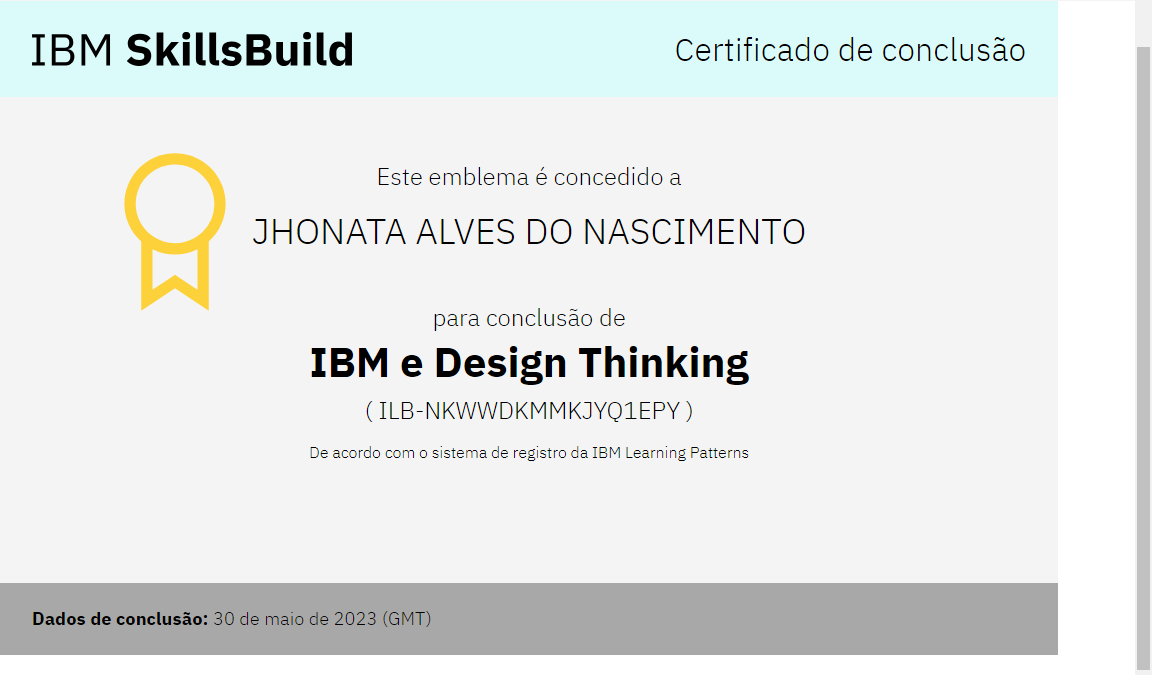 IBM SkillsBuild
Certificado de conclusão
Este emblema é concedido a
JHONATA ALVES DO NASCIMENTO
para conclusão de
IBM e Design Thinking
( ILB-NKWWDKMMKJYQ1EPY )
De acordo com o sistema de registro da IBM Learning Patterns
Dados de conclusão: 30 de maio de 2023 (GMT)